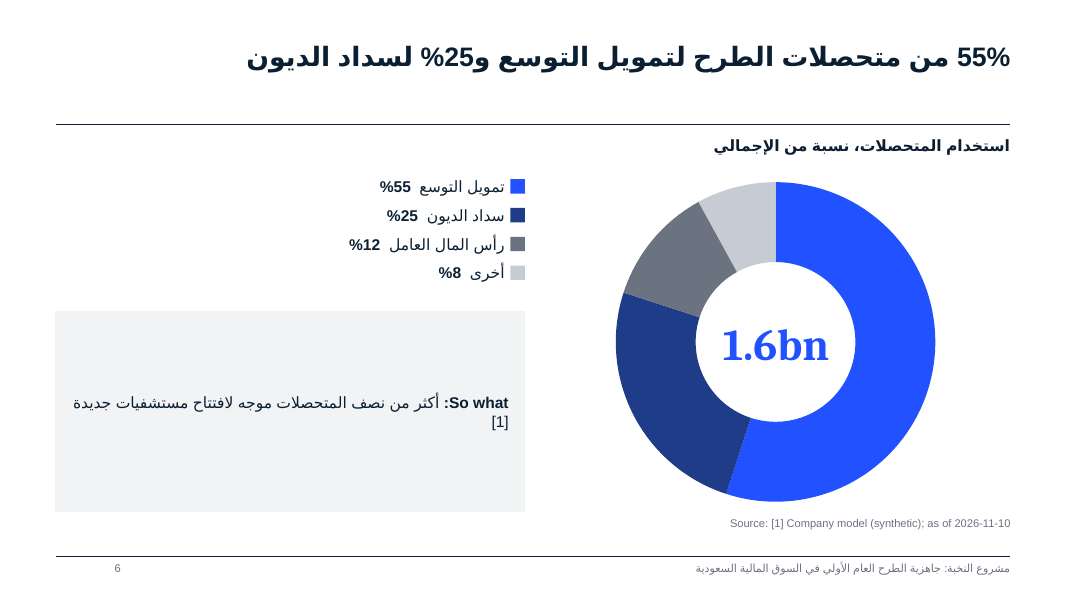 55% من متحصلات الطرح لتمويل التوسع و25% لسداد الديون
استخدام المتحصلات، نسبة من الإجمالي
تمويل التوسع 55%
سداد الديون 25%
رأس المال العامل 12%
أخرى 8%
1.6bn
So what: أكثر من نصف المتحصلات موجه لافتتاح مستشفيات جديدة
[1]
Source: [1] Company model (synthetic); as of 2026-11-10
مشروع النخبة: جاهزية الطرح العام الأولي في السوق المالية السعودية
6